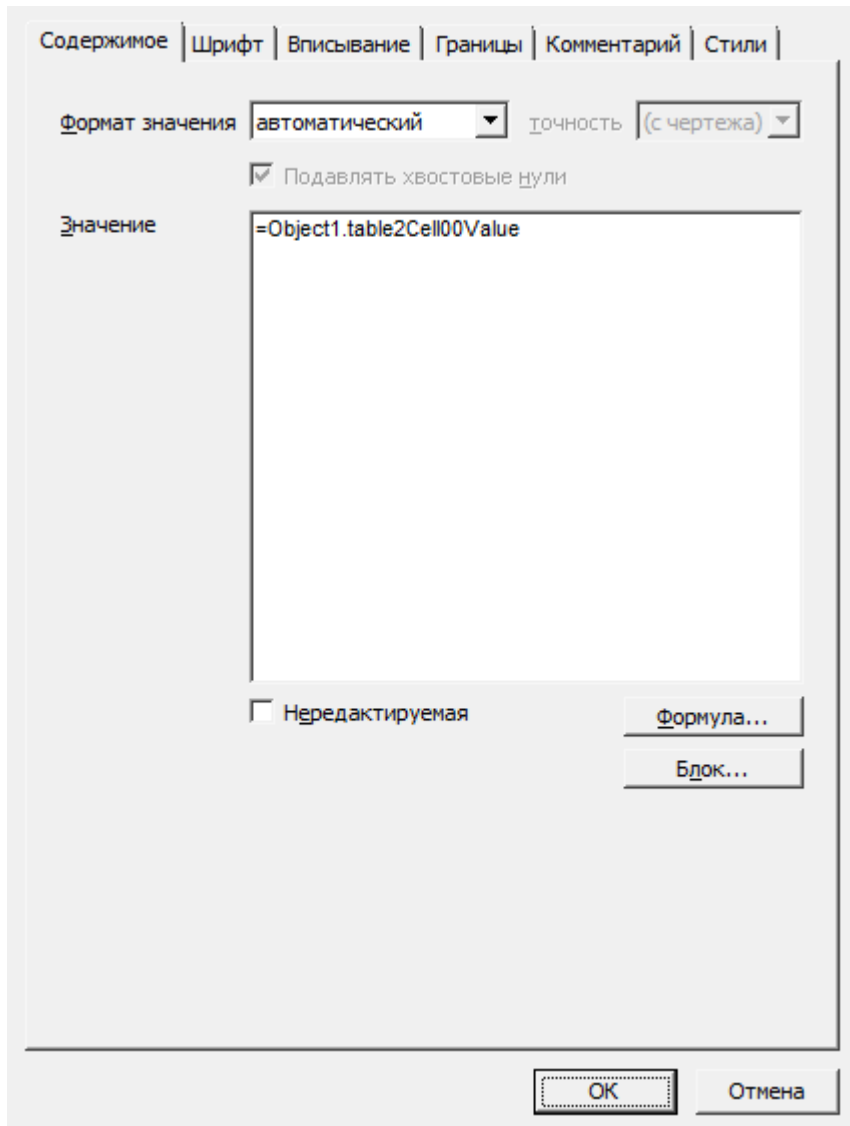 Содержимое Шрифт Вписывание Границы Комментарий Стили
Формат значения автоматический точность (с чертежа)
Подавлять хвостовые нули
Значение =Object1.table2Cell00Value
Нередактируемая Формула...
Блок...
OK Отмена